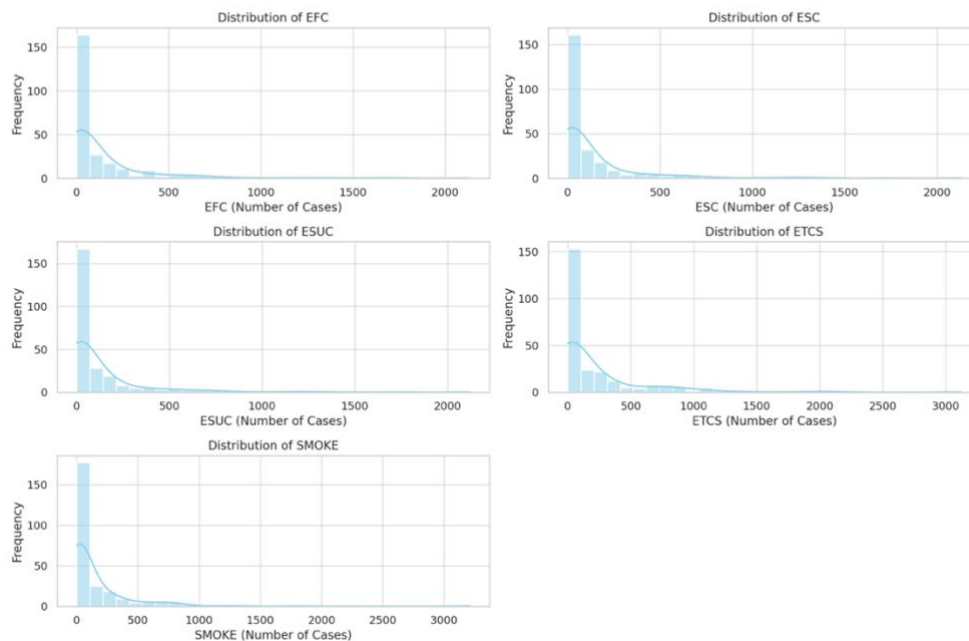 Distribution of EFC
Frequency
150
100
50
0
0 500 1000 1500 2000
EFC (Number of Cases)
Distribution of ESC
Frequency
150
100
50
0
0 500 1000 1500 2000
ESC (Number of Cases)
Distribution of ESUC
Frequency
150
100
50
0
0 500 1000 1500 2000
ESUC (Number of Cases)
Distribution of ETCS
Frequency
150
100
50
0
0 500 1000 1500 2000 2500 3000
ETCS (Number of Cases)
Distribution of SMOKE
Frequency
150
100
50
0
0 500 1000 1500 2000 2500 3000
SMOKE (Number of Cases)